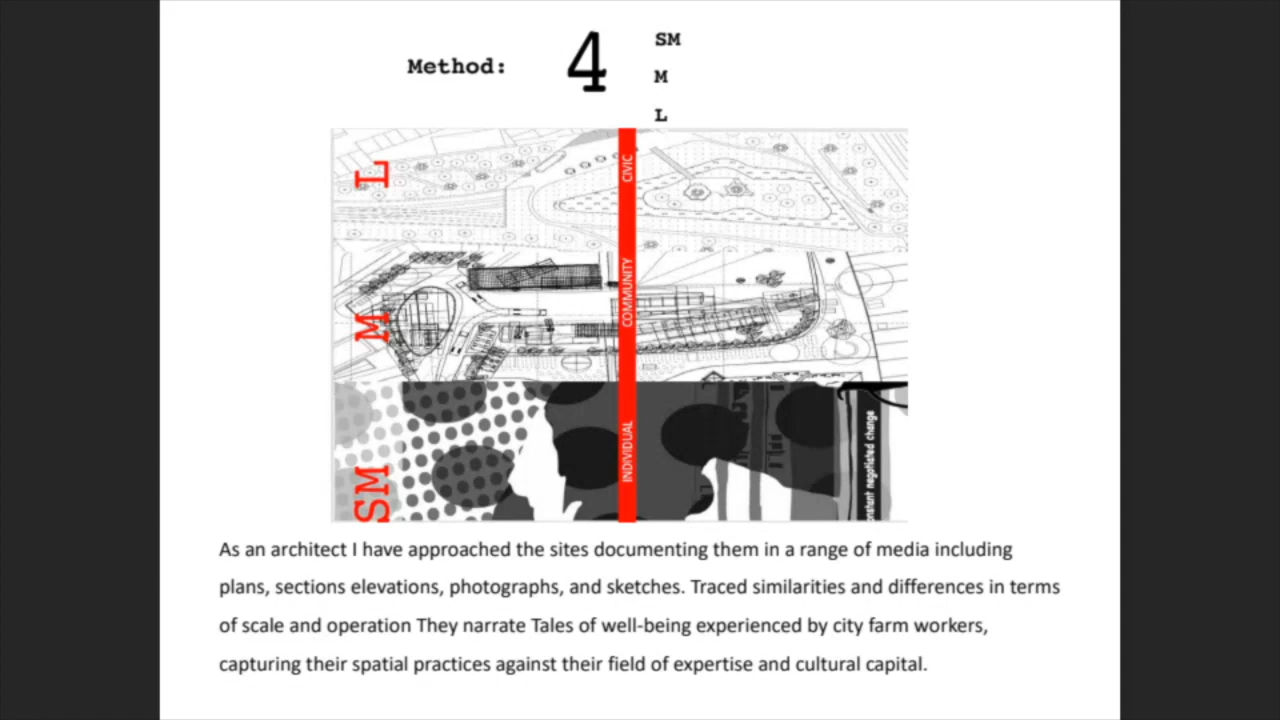 Method:
4
SM
M
L
L
CIVIC
M
COMMUNITY
SM
INDIVIDUAL
negotiated change
As an architect I have approached the sites documenting them in a range of media including
plans, sections elevations, photographs, and sketches. Traced similarities and differences in terms
of scale and operation They narrate Tales of well-being experienced by city farm workers,
capturing their spatial practices against their field of expertise and cultural capital.